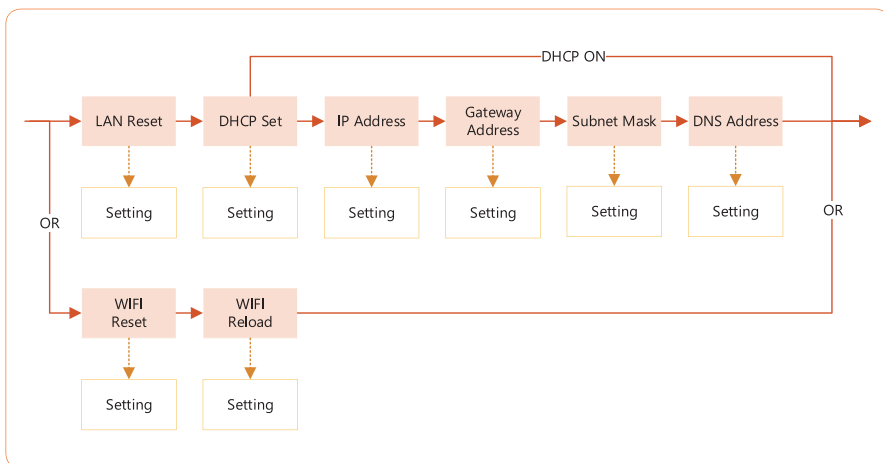 DHCP ON
LAN Reset
DHCP Set
IP Address
Gateway
Address
Subnet Mask
DNS Address
Setting
Setting
Setting
Setting
Setting
Setting
OR
OR
WIFI
Reset
WIFI
Reload
Setting
Setting